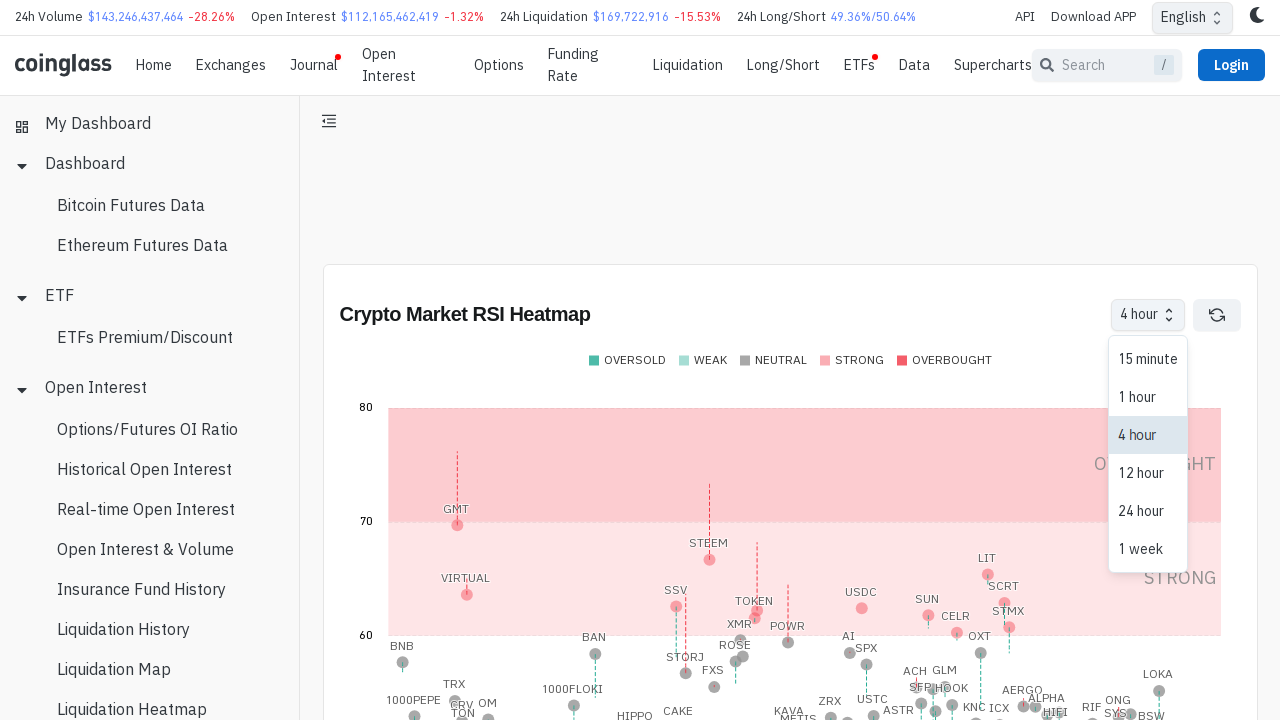 24h Volume $143,246,437,464 -28.26% Open Interest $112,165,462,419 -1.32% 24h Liquidation $169,722,916 -15.53% 24h Long/Short 49.36%/50.64% API Download APP English
coinglass Home Exchanges Journal Open Interest Options Funding Rate Liquidation Long/Short ETFs Data Supercharts Search / Login
My Dashboard
Dashboard
Bitcoin Futures Data
Ethereum Futures Data
ETF
ETFs Premium/Discount
Open Interest
Options/Futures OI Ratio
Historical Open Interest
Real-time Open Interest
Open Interest & Volume
Insurance Fund History
Liquidation History
Liquidation Map
Liquidation Heatmap
Crypto Market RSI Heatmap
4 hour
15 minute
1 hour
4 hour
12 hour
24 hour
1 week
OVERSOLD WEAK NEUTRAL STRONG OVERBOUGHT
80
70
60
STRONG
GMT
STEEM
VIRTUAL
LIT
SSV
TOKEN
USDC
SUN
SCRT
CELR
STMX
XMR
POWR
BNB
BAN
ROSE
AI
SPX
OXT
STORJ
FXS
ACH
GLM
LOKA
TRX
1000FLOKI
SFP
HOOK
AERGO
1000PEPE
CRV
OM
TON
HIPPO
CAKE
KAVA
METIS
ZRX
USTC
ASTR
KNC
ICX
ALPHA
HIFI
RIF
ONG
SYS
BSW